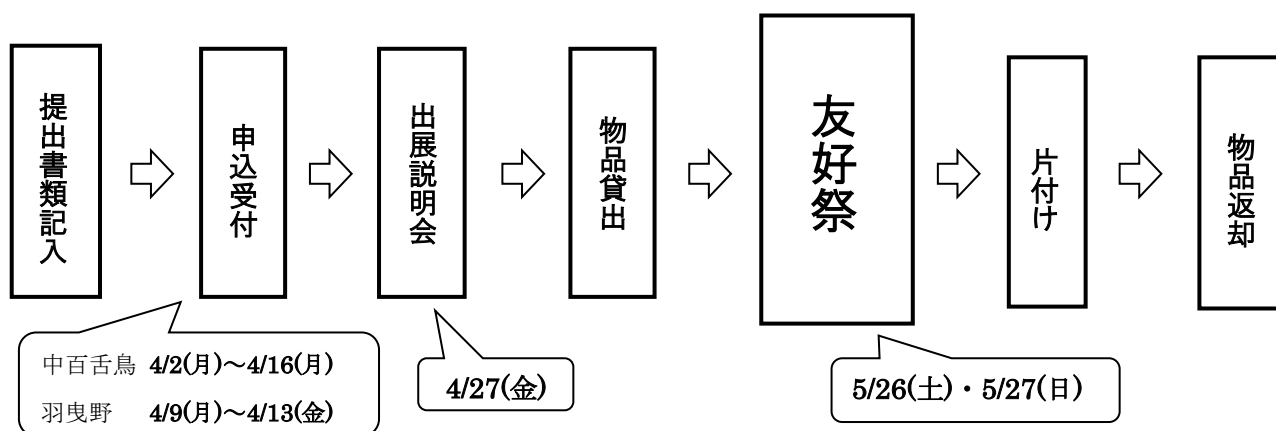 提出書類記入
申込受付
出展説明会
物品貸出
友好祭
片付け
物品返却
中百舌鳥 4/2(月)～4/16(月)
羽曳野 4/9(月)～4/13(金)
4/27(金)
5/26(土)・5/27(日)